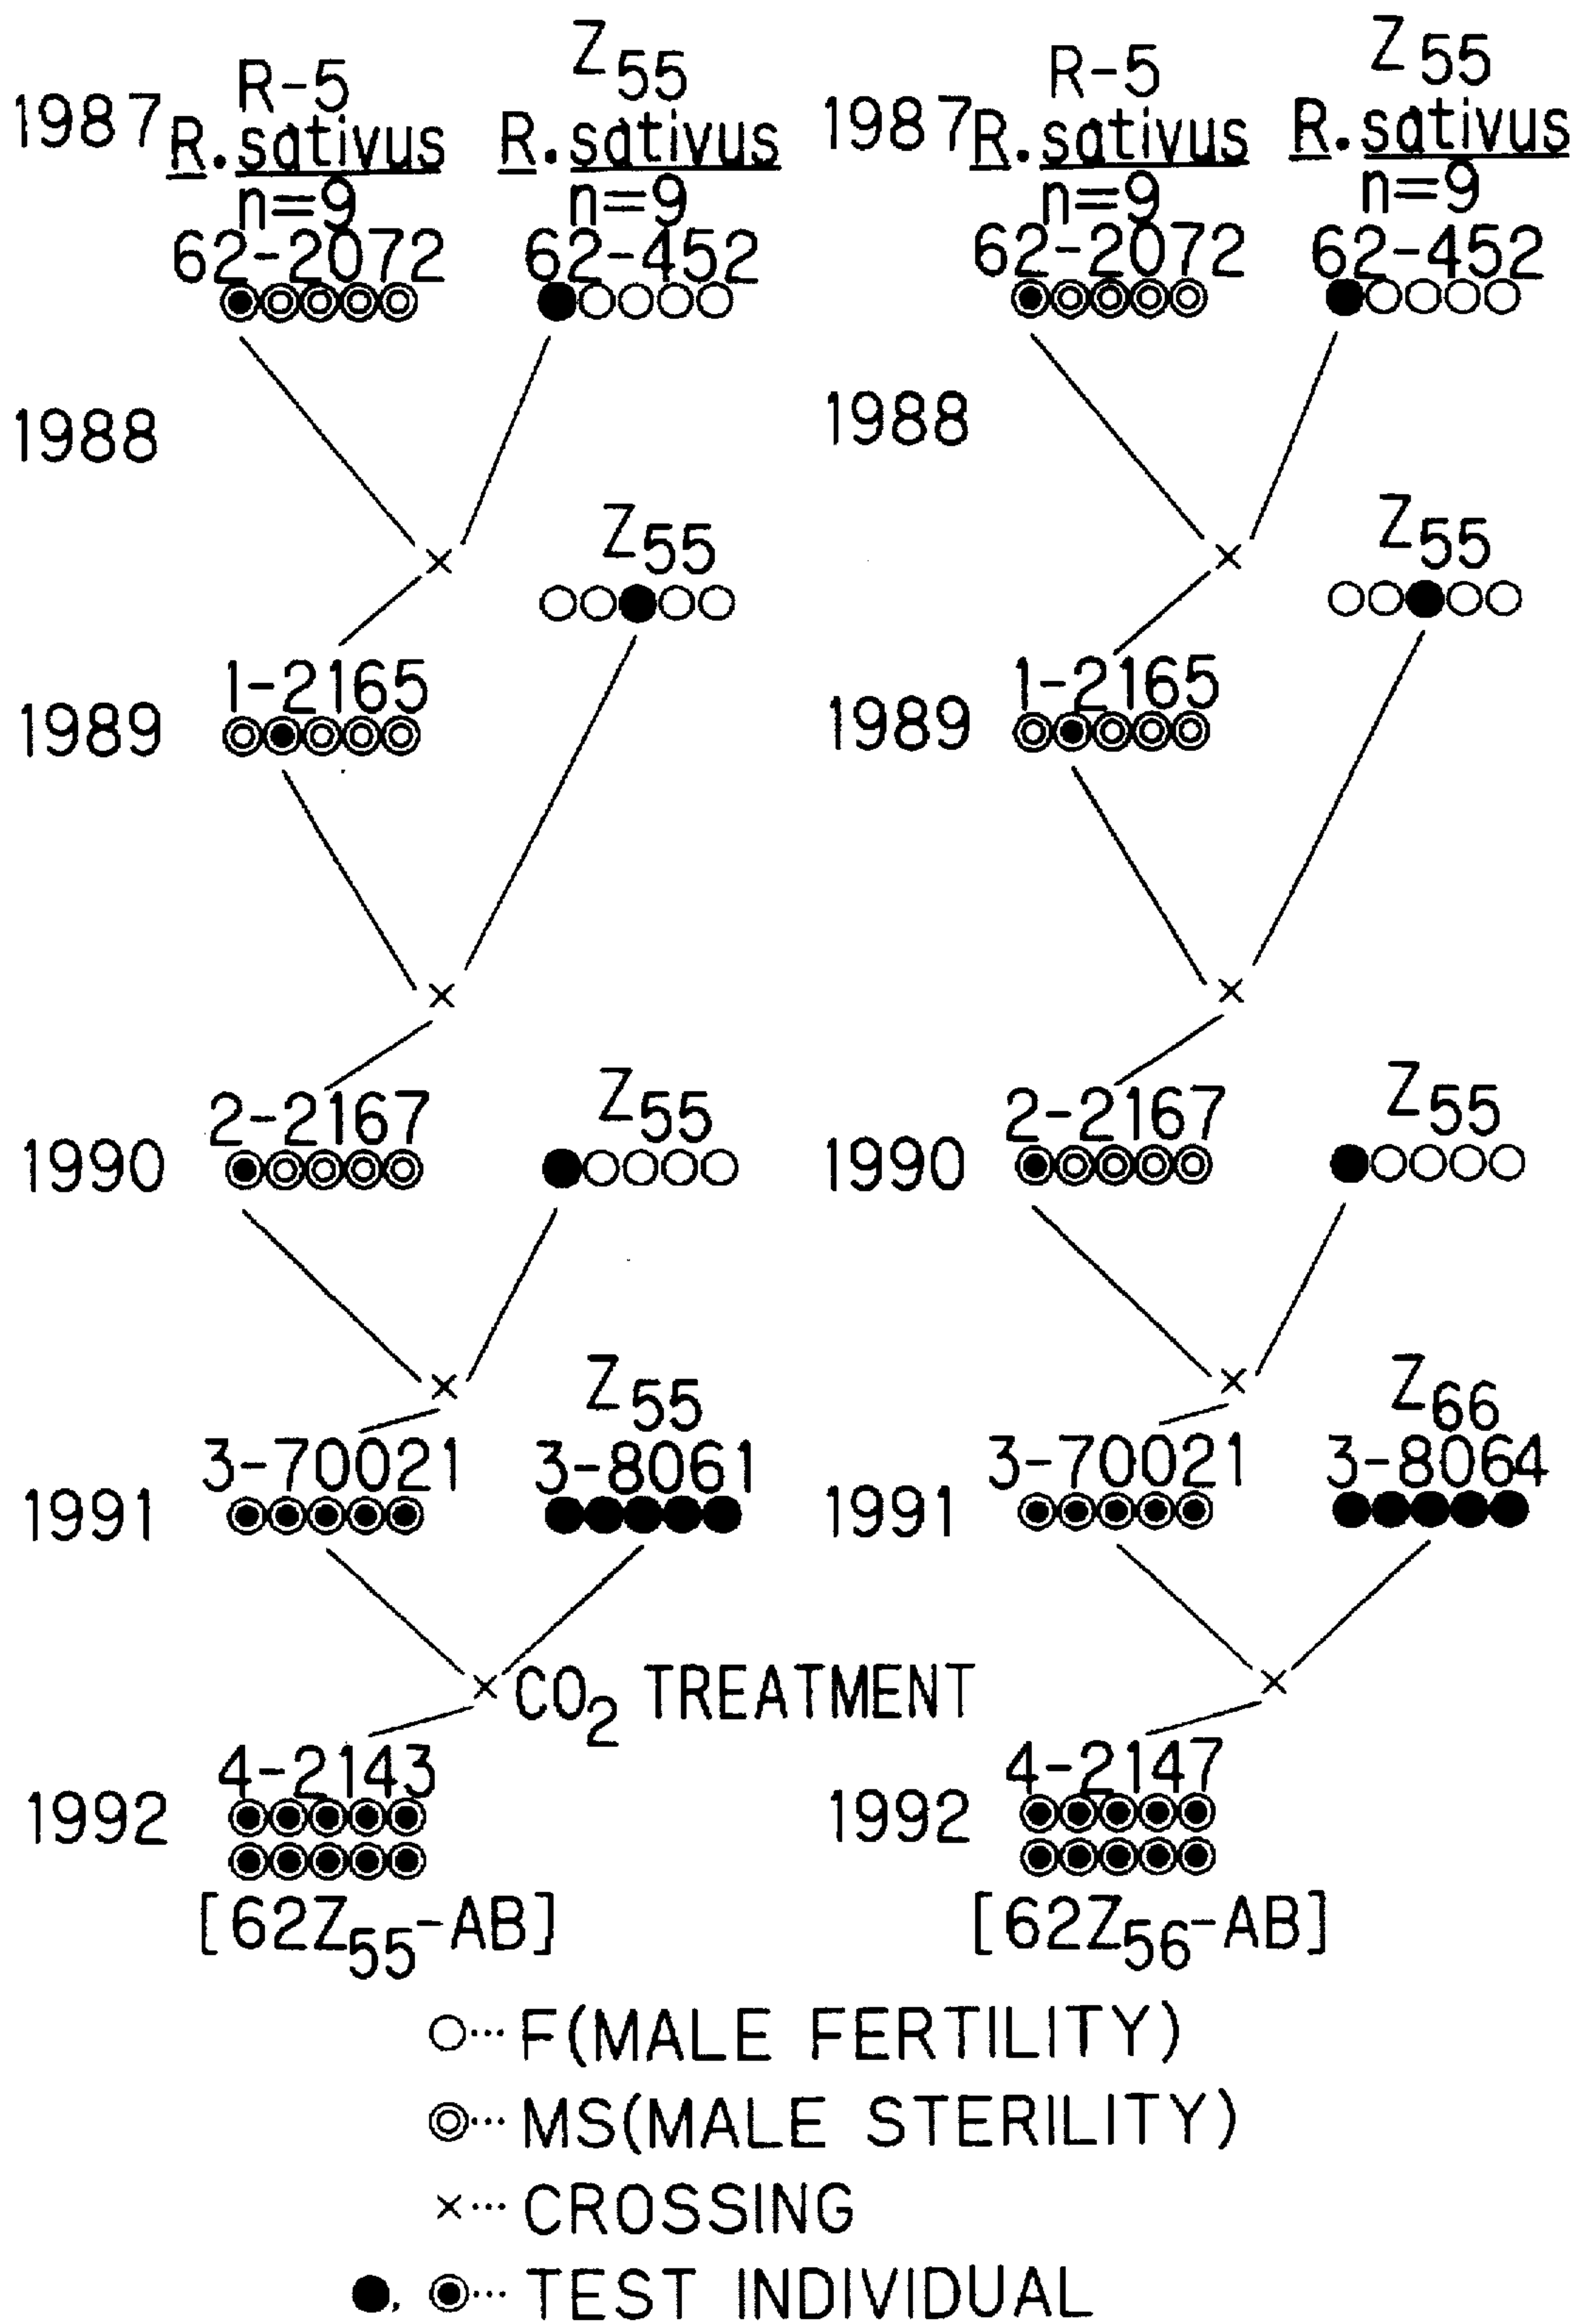 1987
R-5
R. sativus
n=9
62-2072
Z55
R. sativus
n=9
62-452
1988
Z55
1989
1-2165
1990
2-2167
Z55
1991
3-70021
Z55
3-8061
× CO2 TREATMENT
1992
4-2143
[62Z55-AB]
1987
R-5
R. sativus
n=9
62-2072
Z55
R. sativus
n=9
62-452
1988
Z55
1989
1-2165
1990
2-2167
Z55
1991
3-70021
Z66
3-8064
1992
4-2147
[62Z56-AB]
○··· F(MALE FERTILITY)
◎··· MS(MALE STERILITY)
×··· CROSSING
●, ◉··· TEST INDIVIDUAL